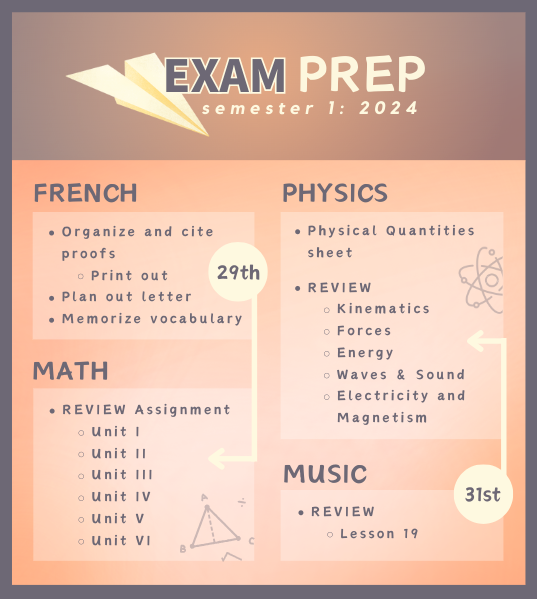 EXAM PREP
semester 1: 2024
FRENCH
• Organize and cite
proofs
○ Print out
• Plan out letter
• Memorize vocabulary
29th
MATH
• REVIEW Assignment
○ Unit I
○ Unit II
○ Unit III
○ Unit IV
○ Unit V
○ Unit VI
A
÷
B
C
√
PHYSICS
• Physical Quantities
sheet
• REVIEW
○ Kinematics
○ Forces
○ Energy
○ Waves & Sound
○ Electricity and
Magnetism
MUSIC
31st
• REVIEW
○ Lesson 19